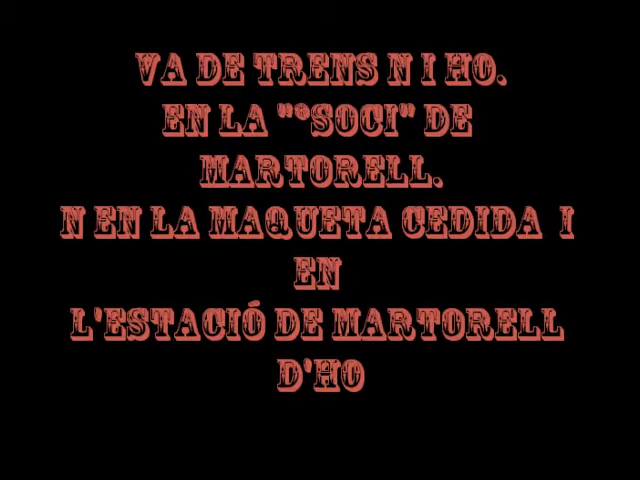 VA DE TRENS N I HO.
EN LA "*SOCI" DE
MARTORELL.
N EN LA MAQUETA CEDIDA I
EN
L'ESTACIÓ DE MARTORELL
D'HO